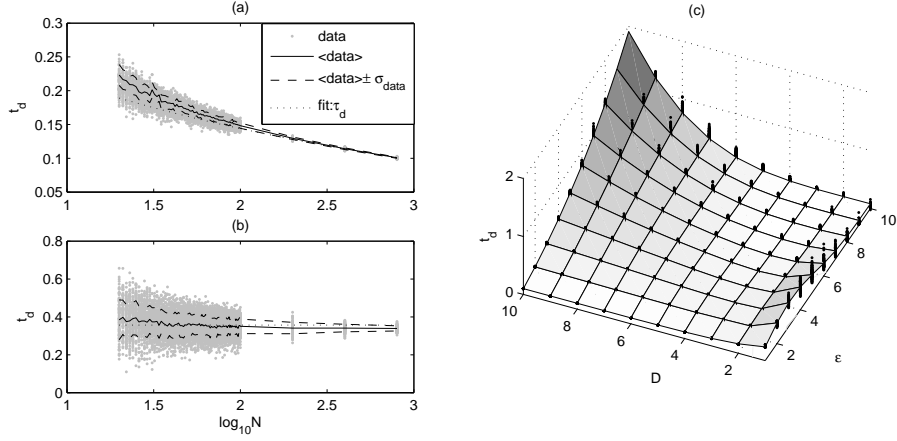 (a)
0.3
0.25
0.2
0.15
0.1
0.05
t_d
1 1.5 2 2.5 3
data
<data>
<data>± σ_data
fit:τ_d
(b)
0.8
0.6
0.4
0.2
0
t_d
1 1.5 2 2.5 3
log₁₀N
(c)
2
1
0
t_d
10 8 6 4 2
D
2 4 6 8 10
ε